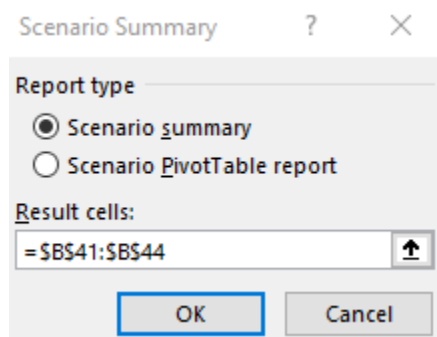 Scenario Summary ?
Report type
Scenario summary
Scenario PivotTable report
Result cells:
=$B$41:$B$44
OK Cancel